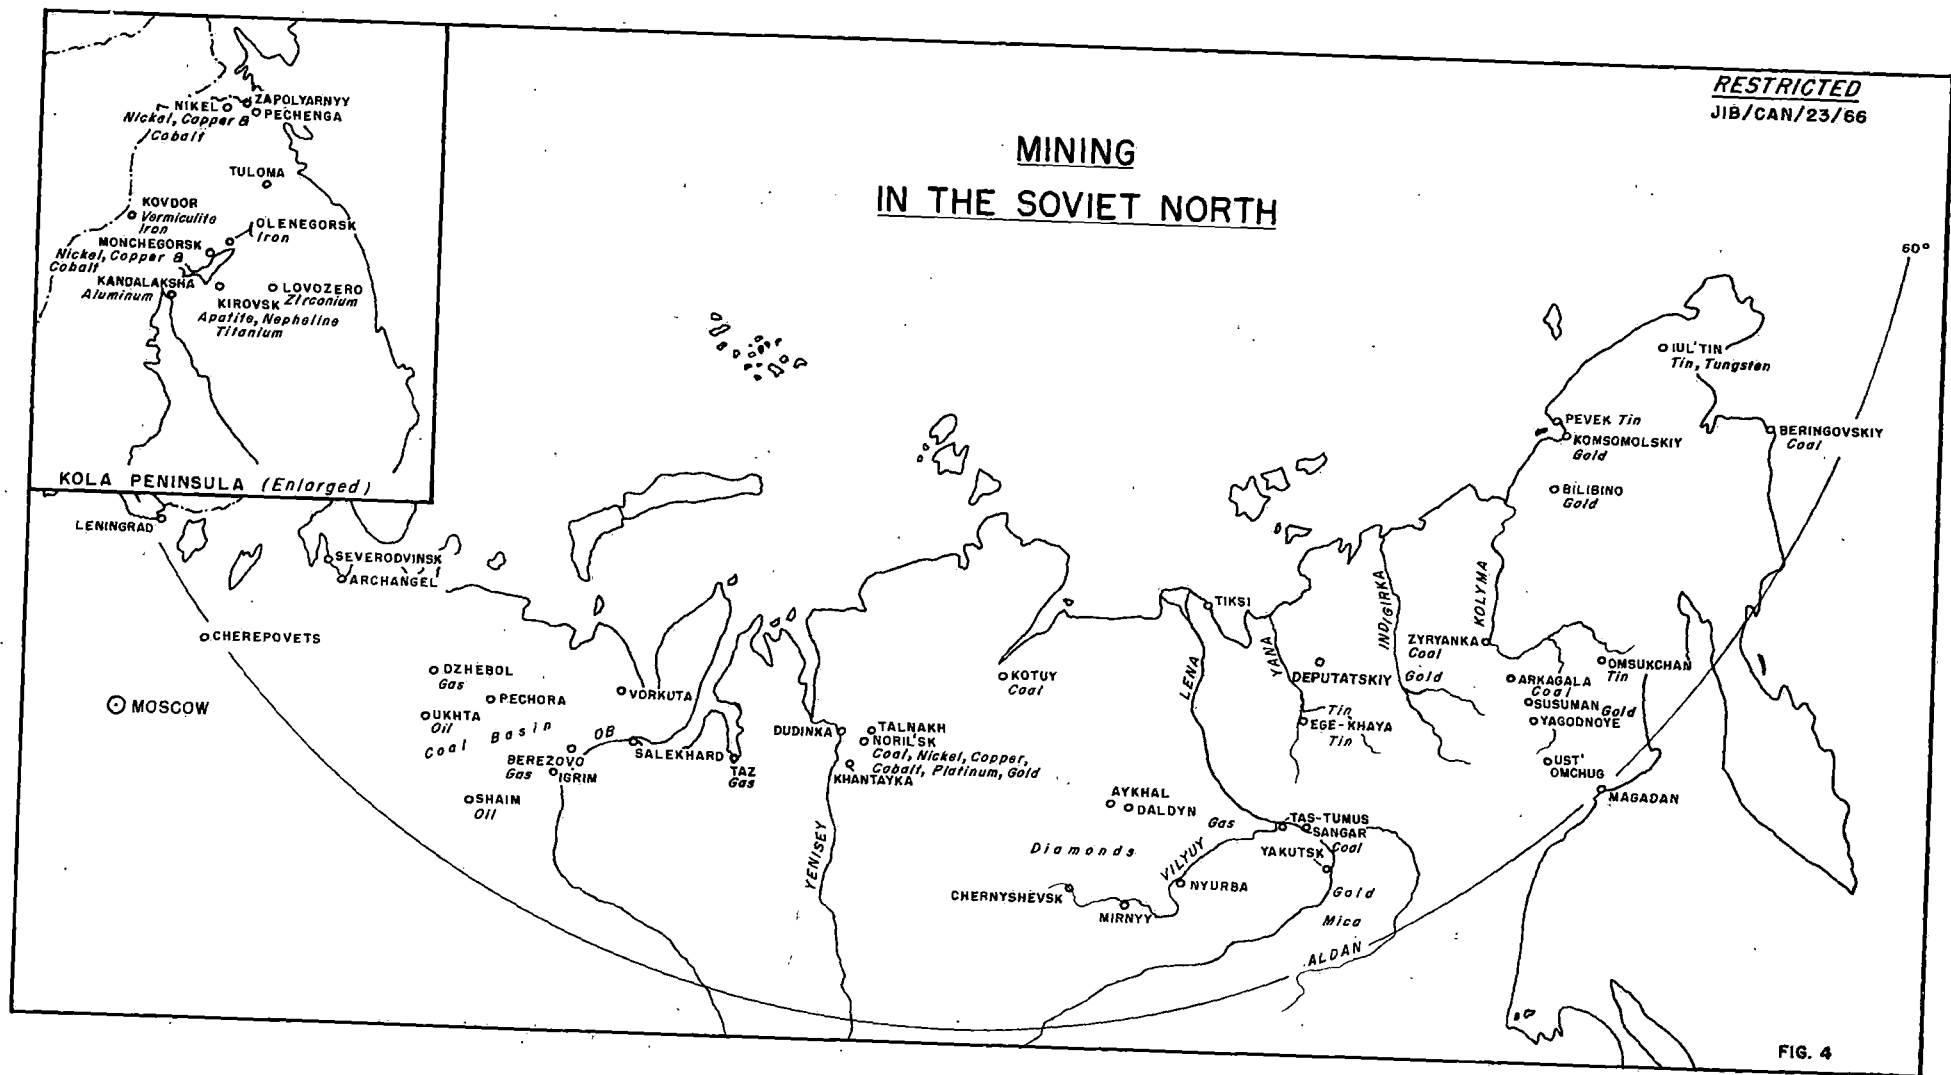 RESTRICTED
JIB/CAN/23/66
MINING
IN THE SOVIET NORTH
NIKEL
Nickel, Copper &
Cobalt
ZAPOLYARNYY
PECHENGA
TULOMA
KOVDOR
Vermiculite
Iron
OLENEGORSK
Iron
MONCHEGORSK
Nickel, Copper &
Cobalt
KANDALAKSHA
Aluminum
LOVOZERO
Zirconium
KIROVSK
Apatite, Nepheline
Titanium
KOLA PENINSULA (Enlarged)
60°
IUL'TIN
Tin, Tungsten
PEVEK Tin
KOMSOMOLSKIY
Gold
BERINGOVSKIY
Coal
BILIBINO
Gold
LENINGRAD
SEVERODVINSK
ARCHANGEL
CHEREPOVETS
MOSCOW
DZHEBOL
Gas
PECHORA
UKHTA
Oil
Coal Basin
VORKUTA
OB
BEREZOVO
Gas
IGRIM
SALEKHARD
TAZ
Gas
SHAIM
Oil
DUDINKA
TALNAKH
NORIL'SK
Coal, Nickel, Copper,
Cobalt, Platinum, Gold
KHANTAYKA
YENISEY
KOTUY
Coal
TIKSI
LENA
YANA
INDIGIRKA
KOLYMA
ZYRYANKA
Coal
DEPUTATSKIY
Tin
Gold
EGE-KHAYA
Tin
OMSUKCHAN
Tin
ARKAGALA
Coal
SUSUMAN
Gold
YAGODNOYE
UST'
OMCHUG
MAGADAN
AYKHAL
DALDYN
Gas
Diamonds
VILYUY
TAS-TUMUS
SANGAR
Coal
YAKUTSK
CHERNYSHEVSK
MIRNYY
NYURBA
Gold
Mica
ALDAN
FIG. 4